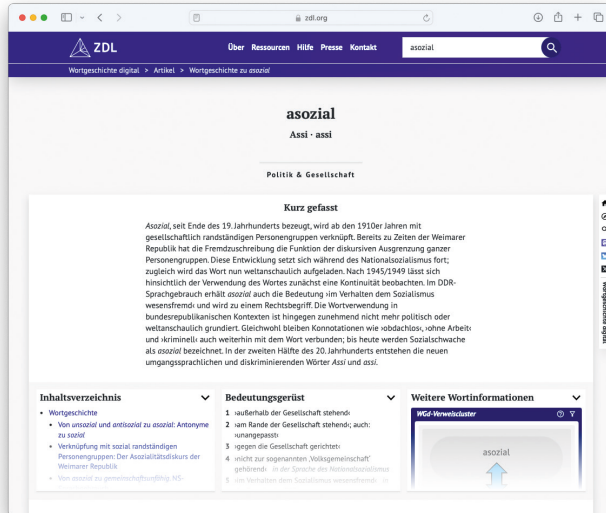 zdl.org
ZDL
Über Ressourcen Hilfe Presse Kontakt
asozial
Wortgeschichte digital > Artikel > Wortgeschichte zu asozial
asozial
Assi · assi
Politik & Gesellschaft
Kurz gefasst
Asozial, seit Ende des 19. Jahrhunderts bezeugt, wird ab den 1910er Jahren mit
gesellschaftlich randständigen Personengruppen verknüpft. Bereits zu Zeiten der Weimarer
Republik hat die Fremdzuschreibung die Funktion der diskursiven Ausgrenzung ganzer
Personengruppen. Diese Entwicklung setzt sich während des Nationalsozialismus fort;
zugleich wird das Wort nun weltanschaulich aufgeladen. Nach 1945/1949 lässt sich
hinsichtlich der Verwendung des Wortes zunächst eine Kontinuität beobachten. Im DDR-
Sprachgebrauch erhält asozial auch die Bedeutung ›im Verhalten dem Sozialismus
wesensfremd‹ und wird zu einem Rechtsbegriff. Die Wortverwendung in
bundesrepublikanischen Kontexten ist hingegen zunehmend nicht mehr politisch oder
weltanschaulich grundiert. Gleichwohl bleiben Konnotationen wie ›obdachlos‹, ›ohne Arbeit‹
und ›kriminell‹ auch weiterhin mit dem Wort verbunden; bis heute werden Sozialschwache
als asozial bezeichnet. In der zweiten Hälfte des 20. Jahrhunderts entstehen die neuen
umgangssprachlichen und diskriminierenden Wörter Assi und assi.
Inhaltsverzeichnis
• Wortgeschichte
• Von unsozial und antisozial zu asozial: Antonyme
zu sozial
• Verknüpfung mit sozial randständigen
Personengruppen: Der Asozialitätsdiskurs der
Weimarer Republik
• Von asozial zu gemeinschaftsunfähig. NS-
Bedeutungsgerüst
1 ›außerhalb der Gesellschaft stehend‹
2 ›am Rande der Gesellschaft stehend‹; auch:
›unangepasst‹
3 ›gegen die Gesellschaft gerichtet‹
4 ›nicht zur sogenannten ‚Volksgemeinschaft‘
gehörend‹ in der Sprache des Nationalsozialismus
5 ›im Verhalten dem Sozialismus wesensfremd‹
Weitere Wortinformationen
WGd-Verweiscluster
asozial
Wortgeschichte digital